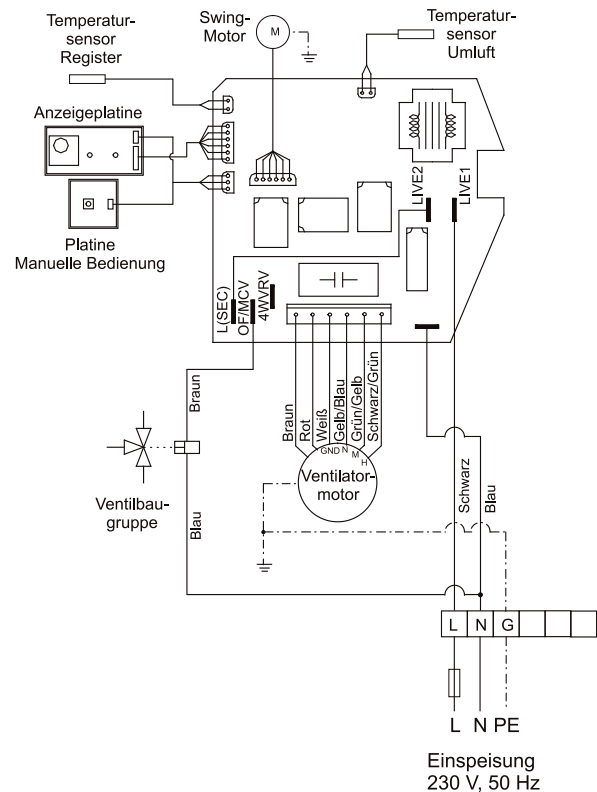 Temperatur-
sensor
Register
Swing-
Motor
M
Temperatur-
sensor
Umluft
Anzeigeplatine
Platine
Manuelle Bedienung
LIVE2
LIVE1
L(SEC)
OF/MCV
4WVRV
Braun
Braun
Rot
Weiß
Gelb/Blau
Grün/Gelb
Schwarz/Grün
GND
N
M
H
Ventilator-
motor
Ventilbau-
gruppe
Blau
Schwarz
Blau
L N G
L N PE
Einspeisung
230 V, 50 Hz